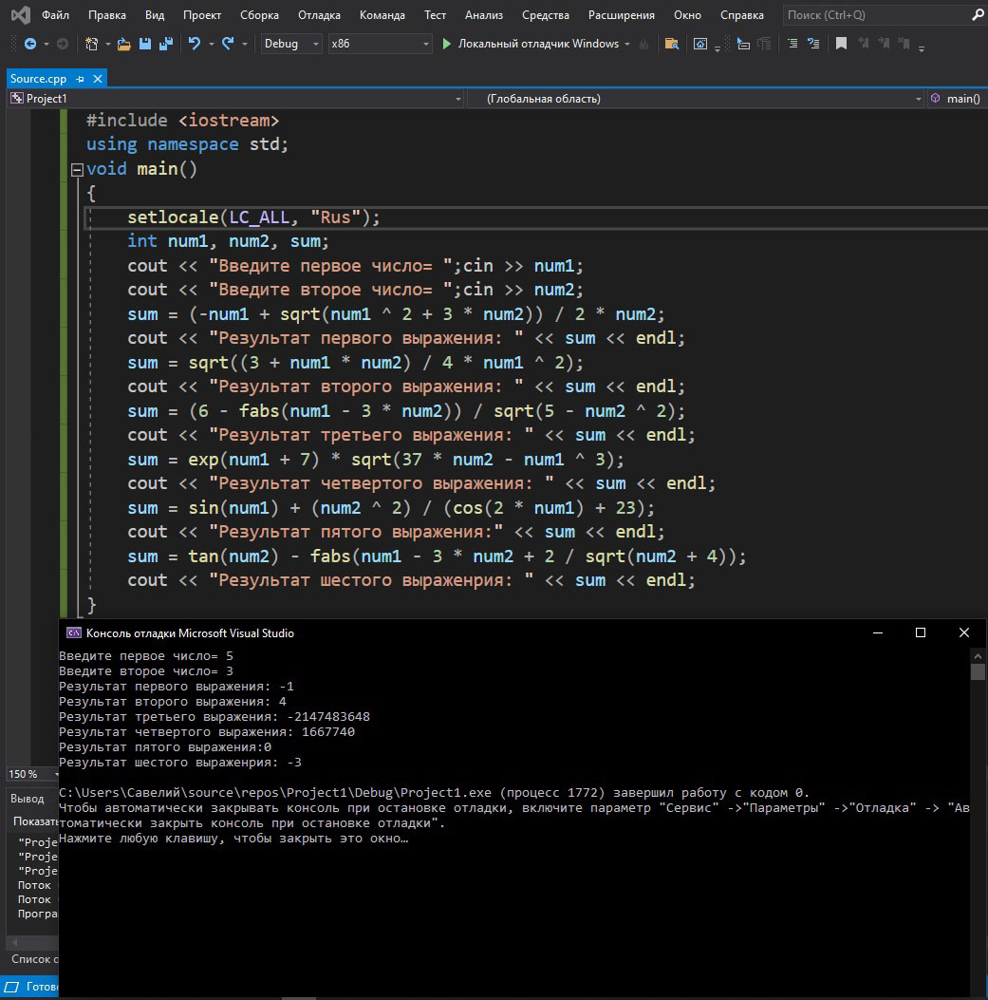 Файл Правка Вид Проект Сборка Отладка Команда Тест Анализ Средства Расширения Окно Справка Поиск (Ctrl+Q)
Debug x86 Локальный отладчик Windows
Source.cpp
Project1 (Глобальная область) main()
#include <iostream>
using namespace std;
void main()
{
setlocale(LC_ALL, "Rus");
int num1, num2, sum;
cout << "Введите первое число= ";cin >> num1;
cout << "Введите второе число= ";cin >> num2;
sum = (-num1 + sqrt(num1 ^ 2 + 3 * num2)) / 2 * num2;
cout << "Результат первого выражения: " << sum << endl;
sum = sqrt((3 + num1 * num2) / 4 * num1 ^ 2);
cout << "Результат второго выражения: " << sum << endl;
sum = (6 - fabs(num1 - 3 * num2)) / sqrt(5 - num2 ^ 2);
cout << "Результат третьего выражения: " << sum << endl;
sum = exp(num1 + 7) * sqrt(37 * num2 - num1 ^ 3);
cout << "Результат четвертого выражения: " << sum << endl;
sum = sin(num1) + (num2 ^ 2) / (cos(2 * num1) + 23);
cout << "Результат пятого выражения:" << sum << endl;
sum = tan(num2) - fabs(num1 - 3 * num2 + 2 / sqrt(num2 + 4));
cout << "Результат шестого выраженрия: " << sum << endl;
}
Консоль отладки Microsoft Visual Studio
Введите первое число= 5
Введите второе число= 3
Результат первого выражения: -1
Результат второго выражения: 4
Результат третьего выражения: -2147483648
Результат четвертого выражения: 1667740
Результат пятого выражения:0
Результат шестого выраженрия: -3
C:\Users\Савелий\source\repos\Project1\Debug\Project1.exe (процесс 1772) завершил работу с кодом 0.
Чтобы автоматически закрывать консоль при остановке отладки, включите параметр "Сервис" ->"Параметры" ->"Отладка" -> "Ав
томатически закрыть консоль при остановке отладки".
Нажмите любую клавишу, чтобы закрыть это окно…
150 %
Вывод
Показать
"Proje
"Proje
"Proje
Поток
Поток
Програ
Список о
Готово